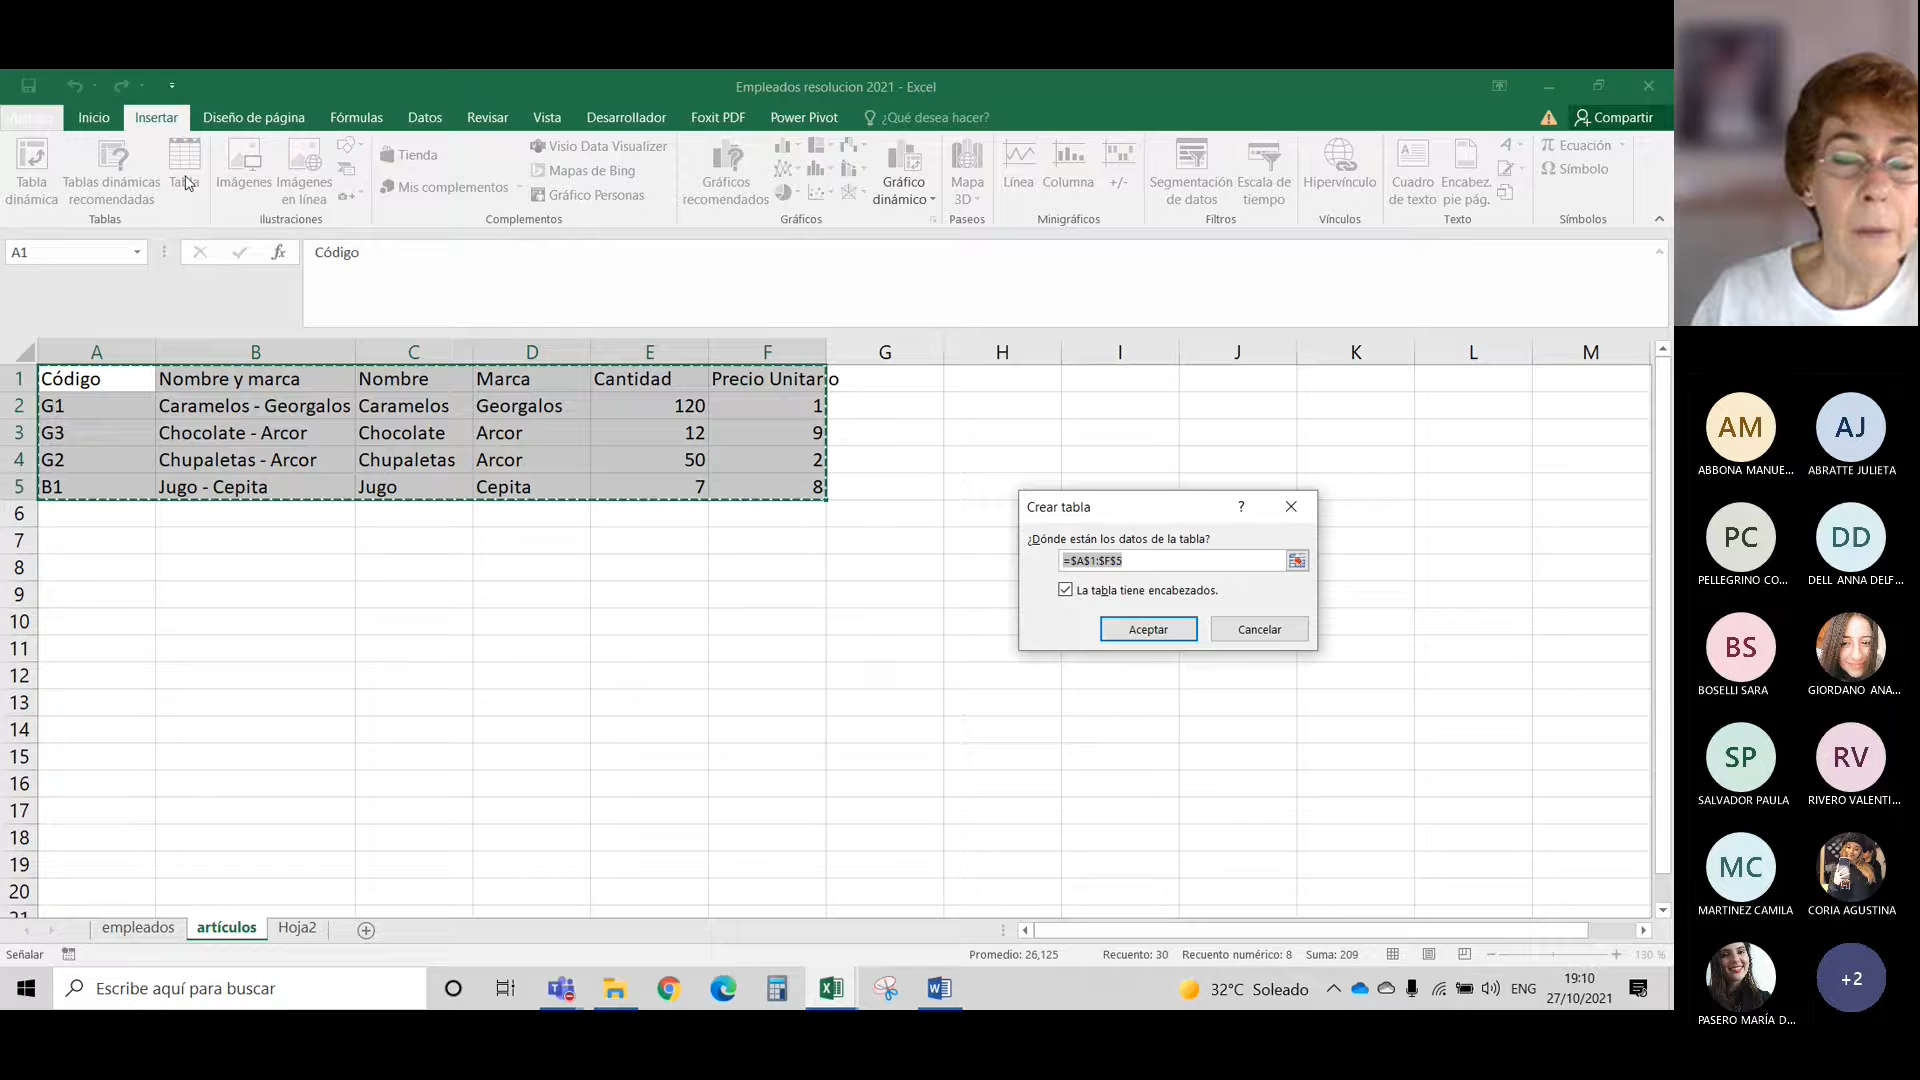 Empleados resolucion 2021 - Excel
Inicio Insertar Diseño de página Fórmulas Datos Revisar Vista Desarrollador Foxit PDF Power Pivot ¿Qué desea hacer? Compartir
Tabla dinámica
Tablas dinámicas recomendadas
Tabla
Tablas
Imágenes
Imágenes en línea
Ilustraciones
Tienda
Mis complementos
Visio Data Visualizer
Mapas de Bing
Gráfico Personas
Complementos
Gráficos recomendados
Gráficos
Gráfico dinámico
Mapa 3D
Paseos
Línea
Columna
+/-
Minigráficos
Segmentación de datos
Escala de tiempo
Filtros
Hipervínculo
Vínculos
Cuadro de texto
Encabez. pie pág.
Texto
Ecuación
Símbolo
Símbolos
A1 fx Código
A B C D E F G H I J K L M
1 Código Nombre y marca Nombre Marca Cantidad Precio Unitario
2 G1 Caramelos - Georgalos Caramelos Georgalos 120 1
3 G3 Chocolate - Arcor Chocolate Arcor 12 9
4 G2 Chupaletas - Arcor Chupaletas Arcor 50 2
5 B1 Jugo - Cepita Jugo Cepita 7 8
6
7
8
9
10
11
12
13
14
15
16
17
18
19
20
21
Crear tabla ?
¿Dónde están los datos de la tabla?
=$A$1:$F$5
La tabla tiene encabezados.
Aceptar Cancelar
empleados artículos Hoja2
Señalar Promedio: 26,125 Recuento: 30 Recuento numérico: 8 Suma: 209 130 %
Escribe aquí para buscar
32°C Soleado ENG
19:10
27/10/2021
AM AJ
ABBONA MANUE... ABRATTE JULIETA
PC DD
PELLEGRINO CO... DELL ANNA DELF...
BS
BOSELLI SARA GIORDANO ANA...
SP RV
SALVADOR PAULA RIVERO VALENTI...
MC
MARTINEZ CAMILA CORIA AGUSTINA
+2
PASERO MARÍA D...